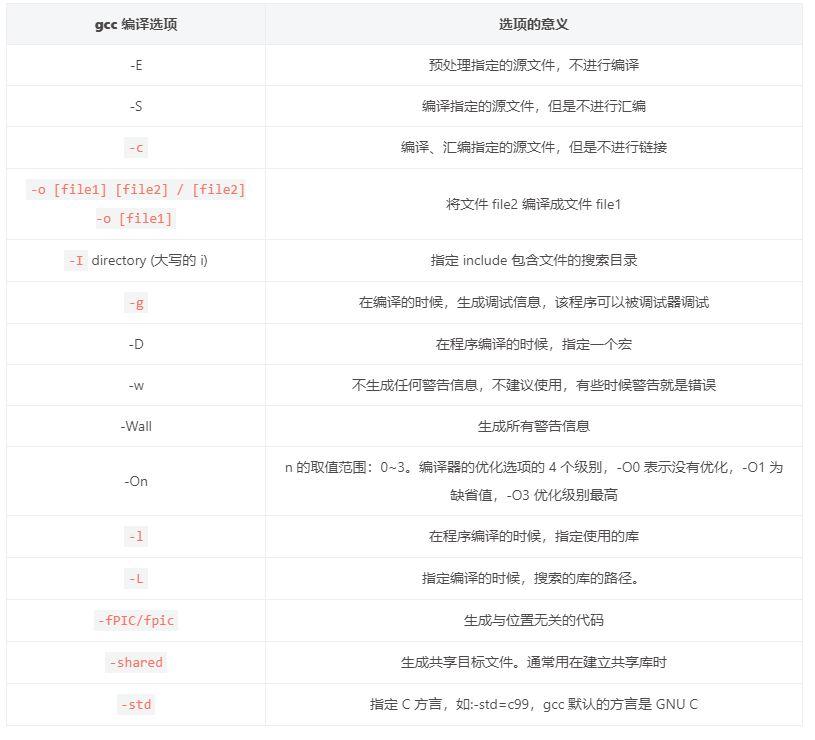 gcc 编译选项 选项的意义
-E 预处理指定的源文件，不进行编译
-S 编译指定的源文件，但是不进行汇编
-c 编译、汇编指定的源文件，但是不进行链接
-o [file1] [file2] / [file2]
-o [file1]
将文件 file2 编译成文件 file1
-I directory (大写的 i) 指定 include 包含文件的搜索目录
-g 在编译的时候，生成调试信息，该程序可以被调试器调试
-D 在程序编译的时候，指定一个宏
-w 不生成任何警告信息，不建议使用，有些时候警告就是错误
-Wall 生成所有警告信息
-On n 的取值范围：0~3。编译器的优化选项的 4 个级别，-O0 表示没有优化，-O1 为
缺省值，-O3 优化级别最高
-l 在程序编译的时候，指定使用的库
-L 指定编译的时候，搜索的库的路径。
-fPIC/fpic 生成与位置无关的代码
-shared 生成共享目标文件。通常用在建立共享库时
-std 指定 C 方言，如:-std=c99，gcc 默认的方言是 GNU C